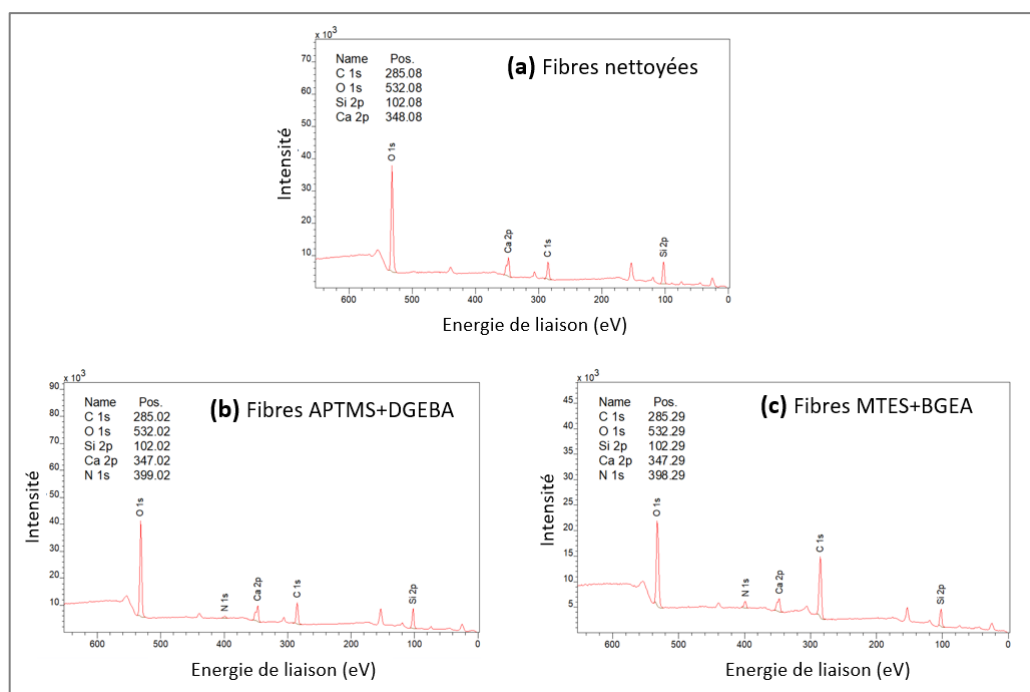 x 10³
(a) Fibres nettoyées
Name Pos.
C 1s 285.08
O 1s 532.08
Si 2p 102.08
Ca 2p 348.08
70
60
50
40
30
20
10
Intensité
O 1s
Ca 2p
C 1s
Si 2p
600 500 400 300 200 100 0
Energie de liaison (eV)
x 10³
(b) Fibres APTMS+DGEBA
Name Pos.
C 1s 285.02
O 1s 532.02
Si 2p 102.02
Ca 2p 347.02
N 1s 399.02
90
80
70
60
50
40
30
20
10
Intensité
O 1s
N 1s
Ca 2p
C 1s
Si 2p
600 500 400 300 200 100 0
Energie de liaison (eV)
x 10³
(c) Fibres MTES+BGEA
Name Pos.
C 1s 285.29
O 1s 532.29
Si 2p 102.29
Ca 2p 347.29
N 1s 398.29
45
40
35
30
25
20
15
10
5
Intensité
O 1s
N 1s
Ca 2p
C 1s
Si 2p
600 500 400 300 200 100 0
Energie de liaison (eV)